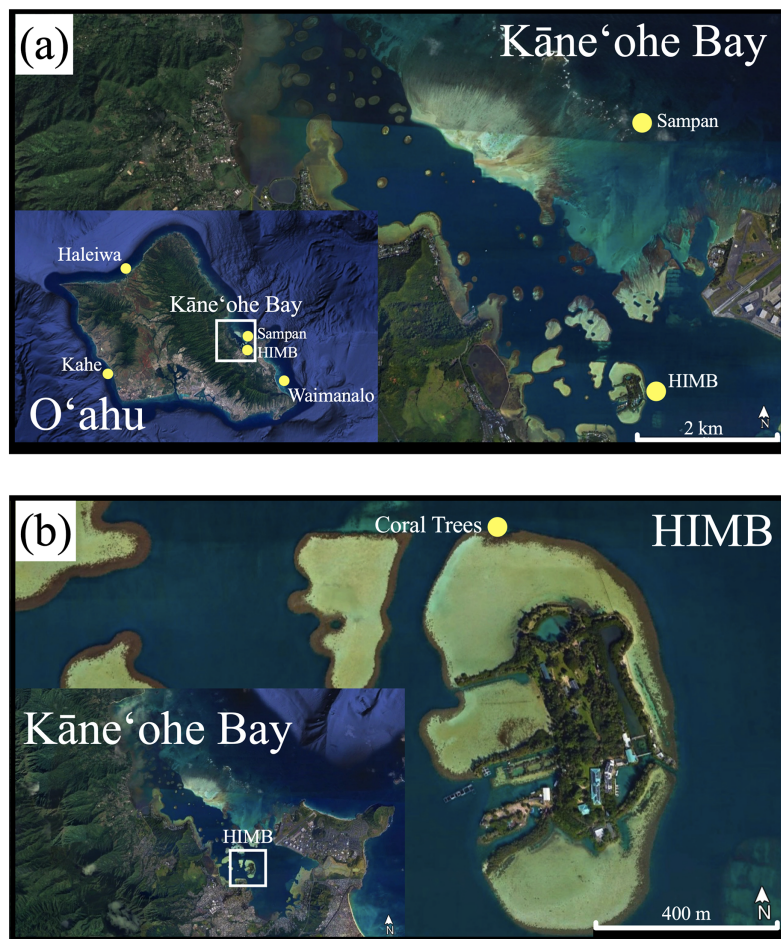 (a)
Kāneʻohe Bay
Sampan
Haleiwa
Kāneʻohe Bay
Sampan
HIMB
Kahe
Waimanalo
Oʻahu
HIMB
2 km
N
(b)
Coral Trees
HIMB
Kāneʻohe Bay
HIMB
N
400 m
N